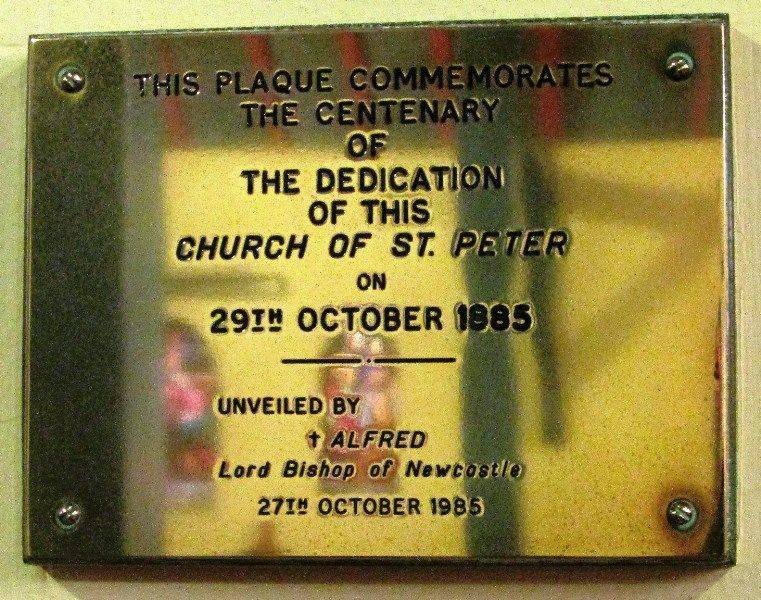 THIS PLAQUE COMMEMORATES
THE CENTENARY
OF
THE DEDICATION
OF THIS
CHURCH OF ST. PETER
ON
29TH OCTOBER 1885
UNVEILED BY
† ALFRED
Lord Bishop of Newcastle
27TH OCTOBER 1985